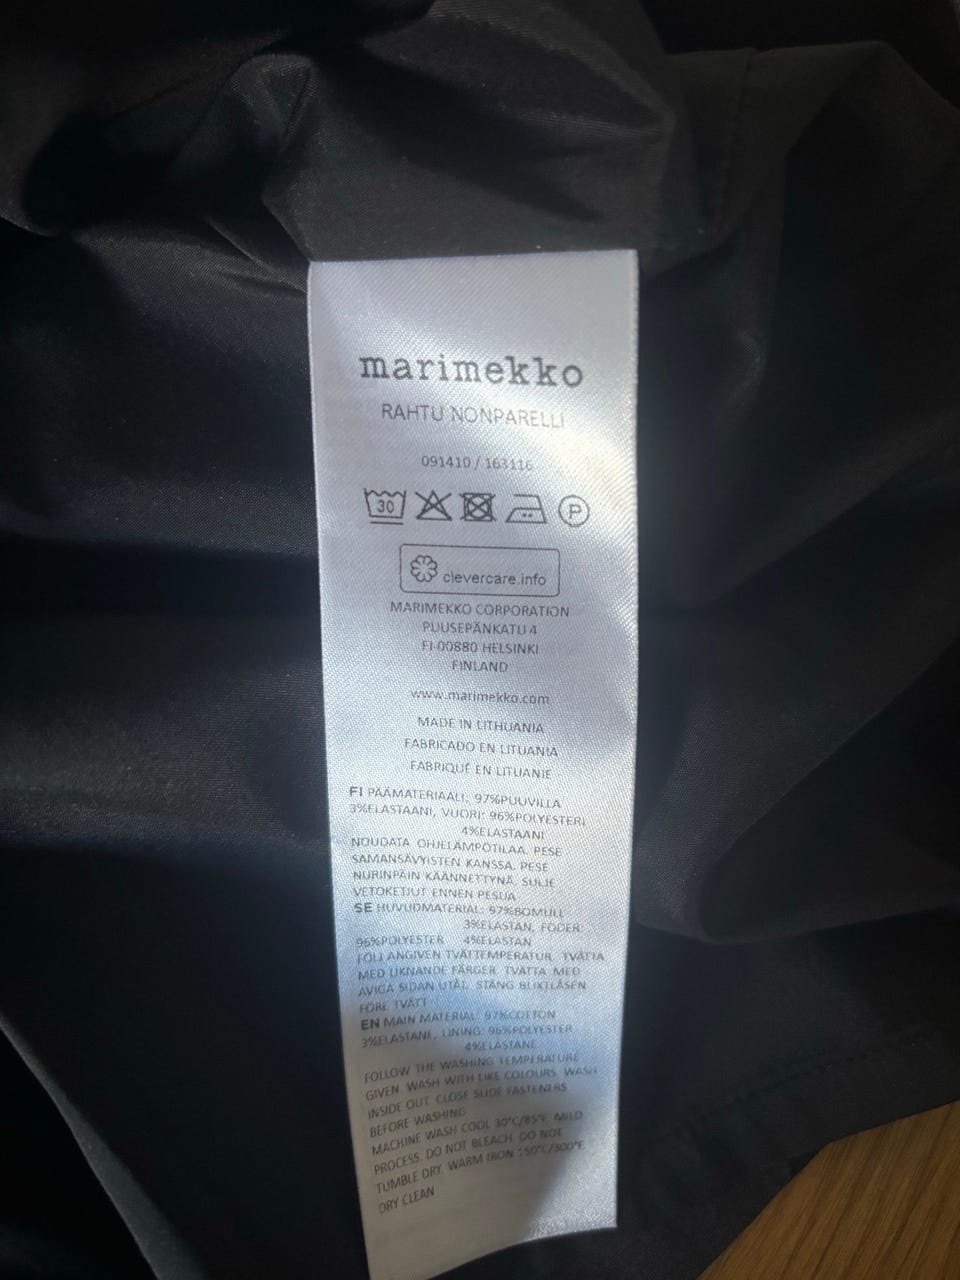 marimekko
RAHTU NONPARELLI
091410 / 163116
30 P
clevercare.info
MARIMEKKO CORPORATION
PUUSEPÄNKATU 4
FI-00880 HELSINKI
FINLAND
www.marimekko.com
MADE IN LITHUANIA
FABRICADO EN LITUANIA
FABRIQUÉ EN LITUANIE
FI PÄÄMATERIAALI: 97%PUUVILLA
3%ELASTAANI, VUORI: 96%POLYESTERI
4%ELASTAANI
NOUDATA OHJELÄMPÖTILAA. PESE
SAMANSÄVYISTEN KANSSA. PESE
NURINPÄIN KÄÄNNETTYNÄ. SULJE
VETOKETJUT ENNEN PESUA
SE HUVUDMATERIAL: 97%BOMULL
3%ELASTAN, FODER:
96%POLYESTER 4%ELASTAN
FÖLJ ANGIVEN TVÄTTEMPERATUR. TVÄTTA
MED LIKNANDE FÄRGER. TVÄTTA MED
AVIGA SIDAN UTÅT. STÄNG BLIXTLÅSEN
FÖRE TVÄTT
EN MAIN MATERIAL: 97%COTTON
3%ELASTANE, LINING: 96%POLYESTER
4%ELASTANE
FOLLOW THE WASHING TEMPERATURE
GIVEN. WASH WITH LIKE COLOURS. WASH
INSIDE OUT. CLOSE SLIDE FASTENERS
BEFORE WASHING
MACHINE WASH COOL 30°C/85°F. MILD
PROCESS. DO NOT BLEACH. DO NOT
TUMBLE DRY. WARM IRON 150°C/300°F.
DRY CLEAN